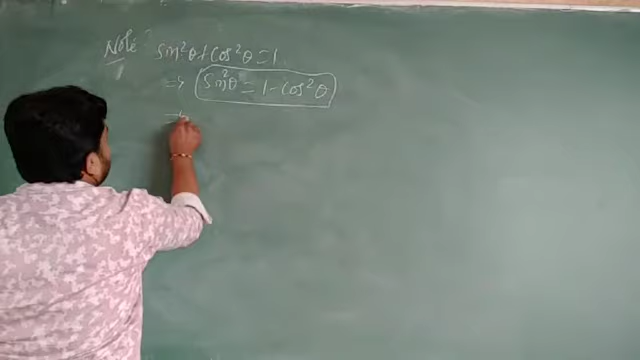 Note: sin²θ + cos²θ = 1
⇒ sin²θ = 1 - cos²θ
⇒